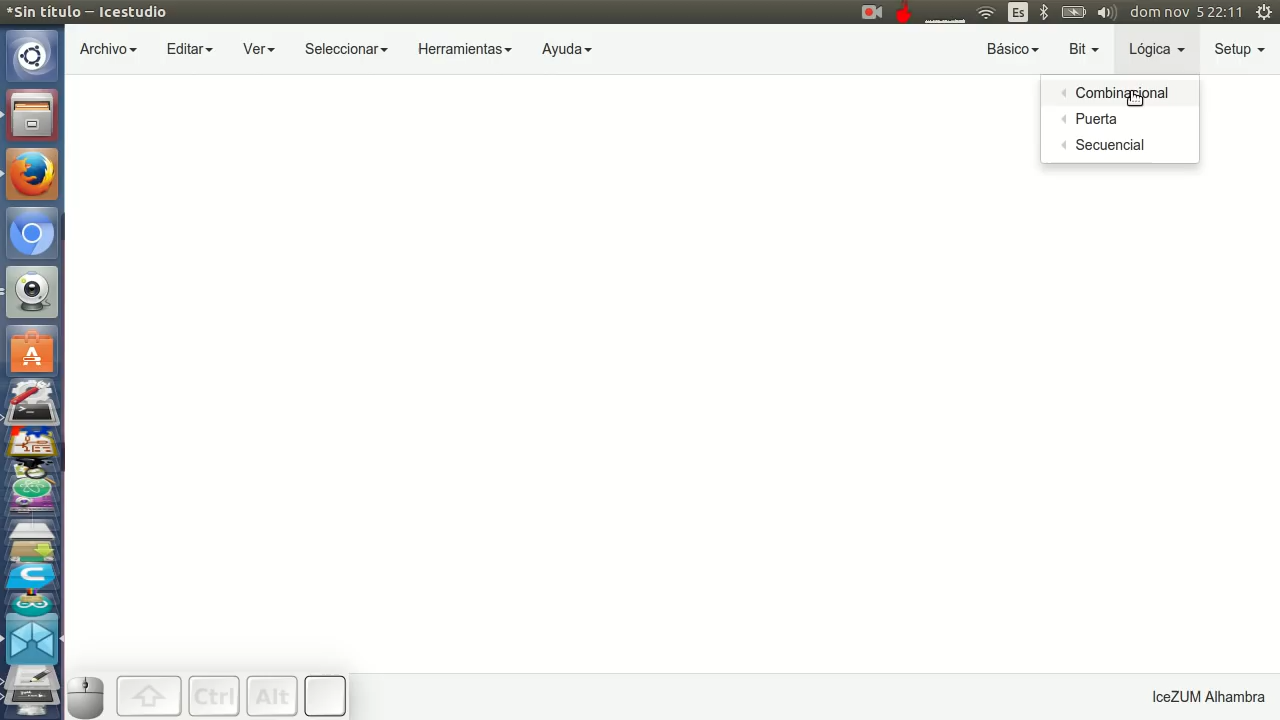 *Sin título — Icestudio
Es
dom nov 5 22:11
Archivo
Editar
Ver
Seleccionar
Herramientas
Ayuda
Básico
Bit
Lógica
Setup
Combinacional
Puerta
Secuencial
Ctrl
Alt
IceZUM Alhambra